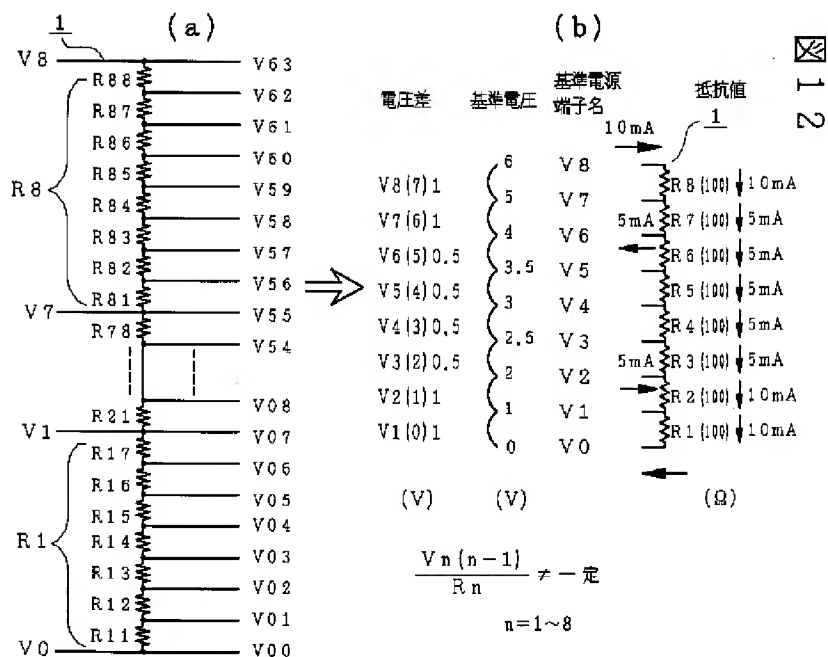 図12
(a)
1
V8
V63
R88
V62
R87
V61
R86
V60
R85
V59
R8
R84
V58
R83
V57
R82
V56
R81
V7
V55
R78
V54
V08
R21
V1
V07
R17
V06
R16
V05
R15
V04
R1
R14
V03
R13
V02
R12
V01
R11
V0
V00
(b)
電圧差 基準電圧 基準電源端子名 抵抗値
10mA
1
6 V8
V8(7)1 R8(100) 10mA
5 V7
V7(6)1 R7(100) 5mA
4 V6 5mA
V6(5)0.5 R6(100) 5mA
3.5 V5
V5(4)0.5 R5(100) 5mA
3 V4
V4(3)0.5 R4(100) 5mA
2.5 V3
V3(2)0.5 R3(100) 5mA
2 V2 5mA
V2(1)1 R2(100) 10mA
1 V1
V1(0)1 R1(100) 10mA
0 V0
(V) (V) (Ω)
Vn(n-1)
Rn
≠一定
n=1~8